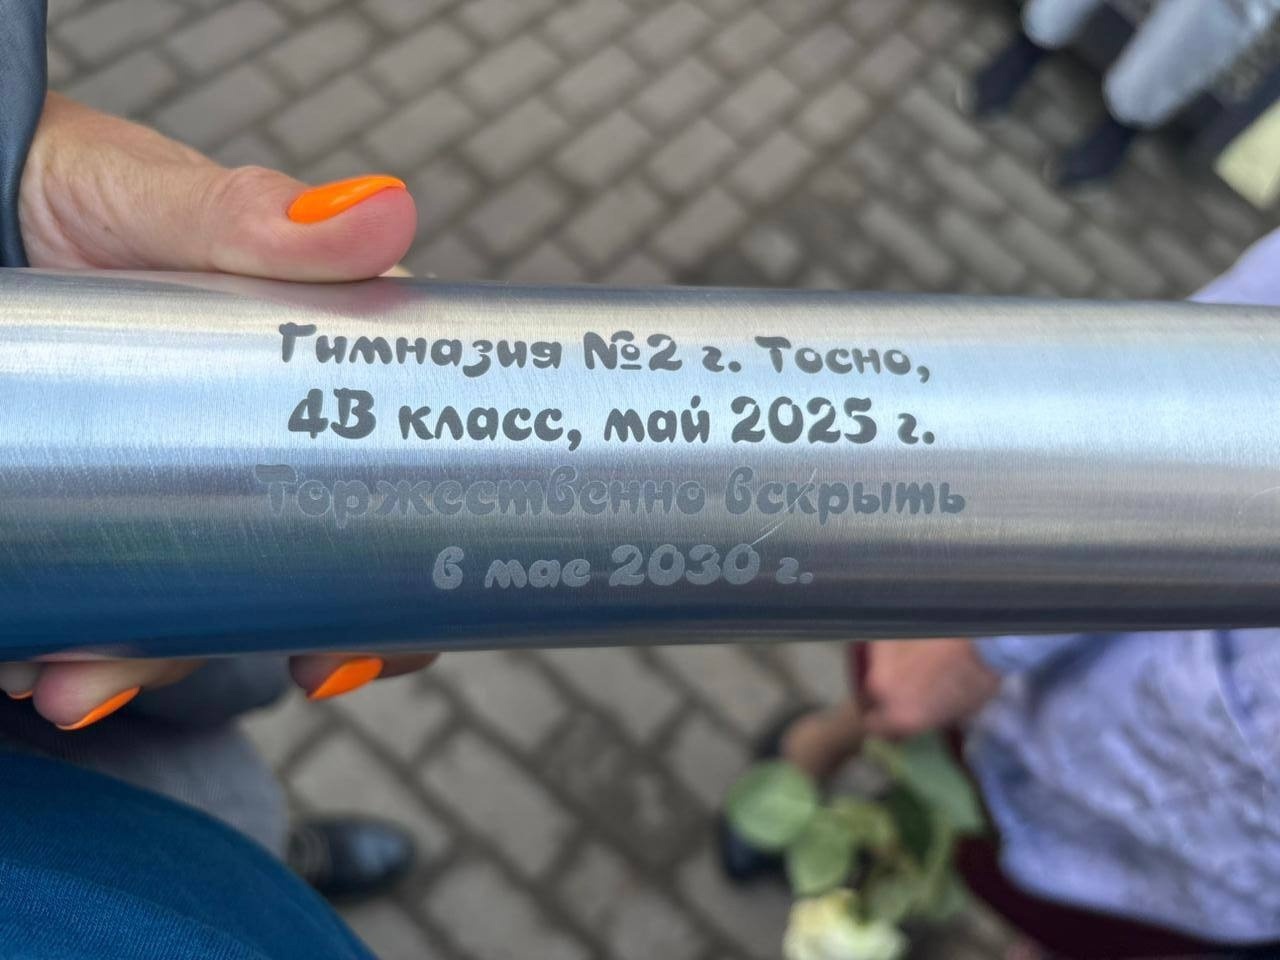 Гимназия №2 г. Тосно,
4В класс, май 2025 г.
Торжественно вскрыть
в мае 2030 г.